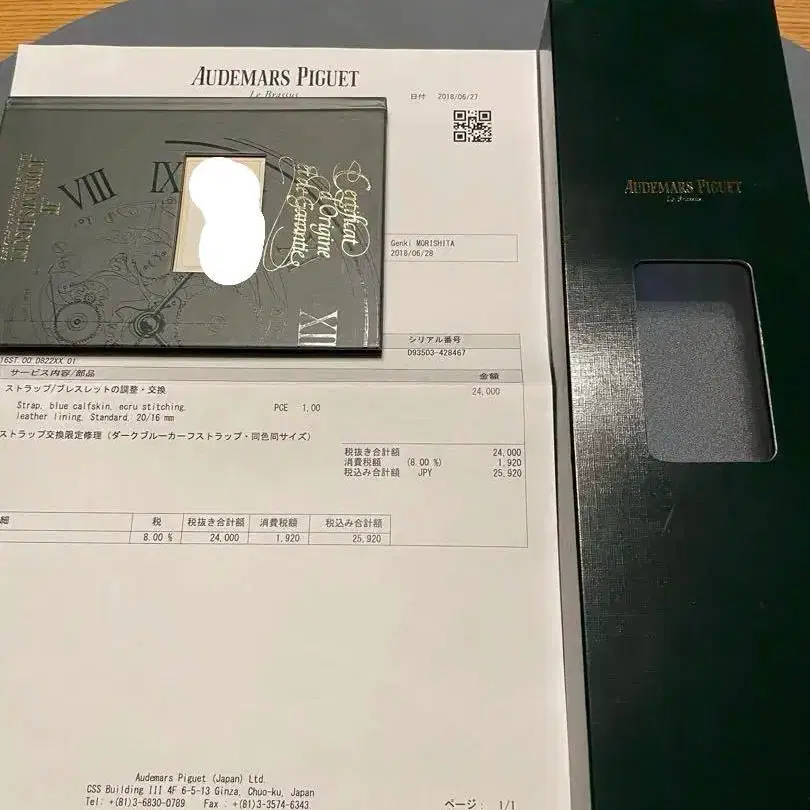 AUDEMARS PIGUET
Le Brassus
日付 2018/06/27
Certificat
d'Origine
et de garantie
VIII
IX
XII
Genki MORISHITA
2018/06/28
シリアル番号
D93503-428467
16ST.OO.D822XX.01
サービス内容/部品
金額
ストラップ/ブレスレットの調整・交換
24,000
Strap, blue calfskin, ecru stitching,
leather lining, Standard, 20/16 mm
PCE 1,00
ストラップ交換限定修理 (ダークブルーカーフストラップ・同色同サイズ)
税抜き合計額 24,000
消費税額 (8.00 %) 1,920
税込み合計額 JPY 25,920
細 税 税抜き合計額 消費税額 税込み合計額
8.00 % 24,000 1,920 25,920
Audemars Piguet (Japan) Ltd.
CSS Building III 4F 6-5-13 Ginza, Chuo-ku, Japan
Tel: +(81)3-6830-0789 Fax : +(81)3-3574-6343
ページ: 1/1
AUDEMARS PIGUET
Le Brassus